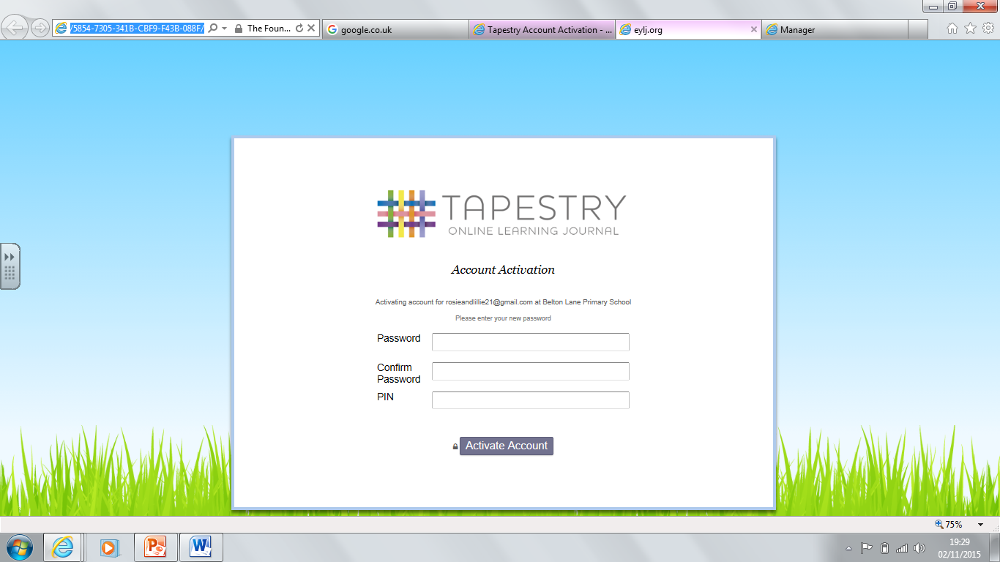 /5854-7305-341B-CBF9-F43B-088F/
The Foun...
google.co.uk
Tapestry Account Activation - ...
eylj.org
Manager
TAPESTRY
ONLINE LEARNING JOURNAL
Account Activation
Activating account for rosieandlillie21@gmail.com at Belton Lane Primary School
Please enter your new password
Password
Confirm
Password
PIN
Activate Account
75%
19:29
02/11/2015